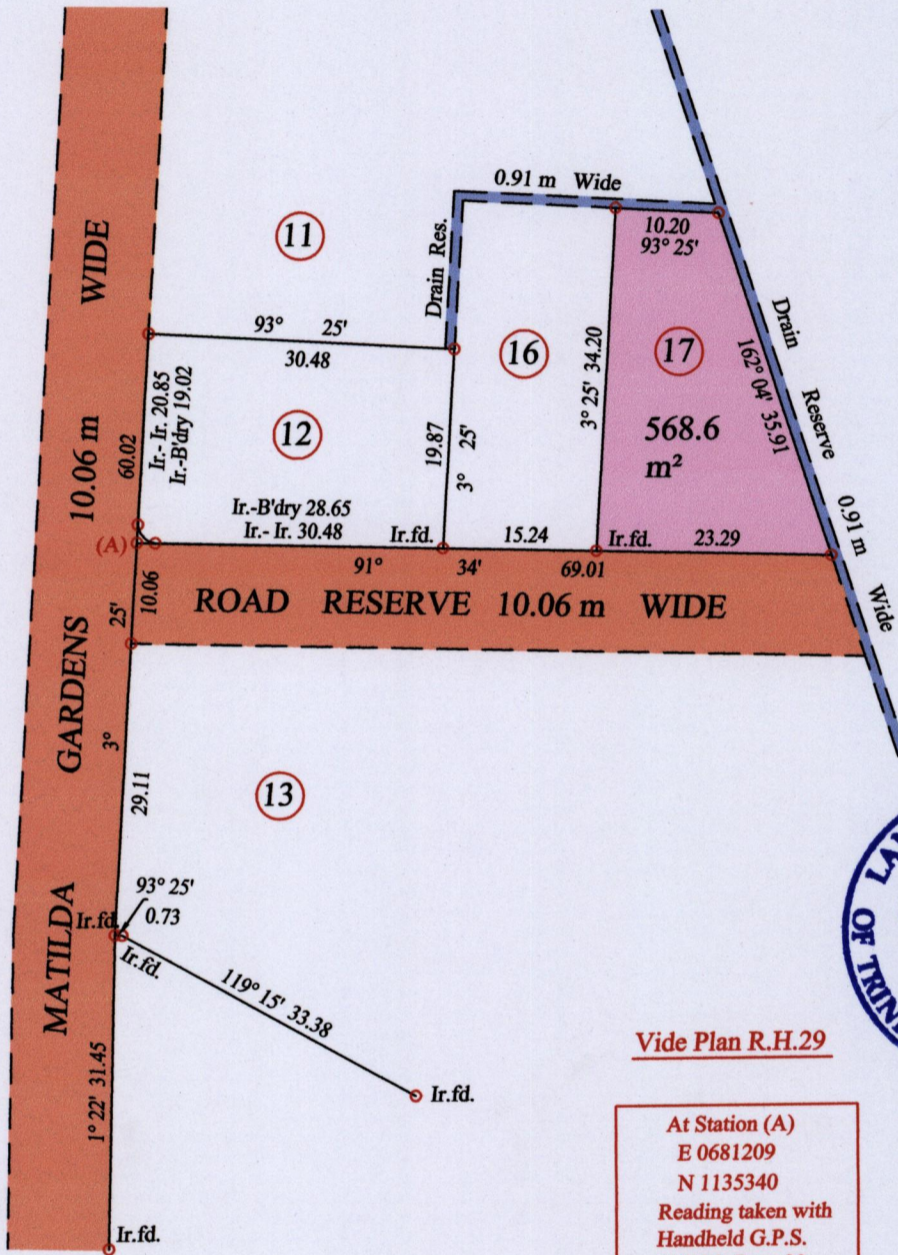 0.91 m Wide
10.20
93° 25'
Drain Res.
11
WIDE
93° 25'
30.48
16
3° 25' 34.20
17
162° 04' 35.91
Drain Reserve 0.91 m Wide
568.6
m²
Ir.- Ir. 20.85
Ir.-B'dry 19.02
12
19.87
3° 25'
60.02
10.06 m
Ir.-B'dry 28.65
Ir.- Ir. 30.48
Ir.fd.
15.24
Ir.fd.
23.29
(A)
91° 34' 69.01
10.06
ROAD RESERVE 10.06 m WIDE
25'
GARDENS
3°
29.11
13
93° 25'
0.73
Ir.fd.
Ir.fd.
MATILDA
119° 15' 33.38
Ir.fd.
1° 22' 31.45
Ir.fd.
LAN
OF TRIN
Vide Plan R.H.29
At Station (A)
E 0681209
N 1135340
Reading taken with
Handheld G.P.S.